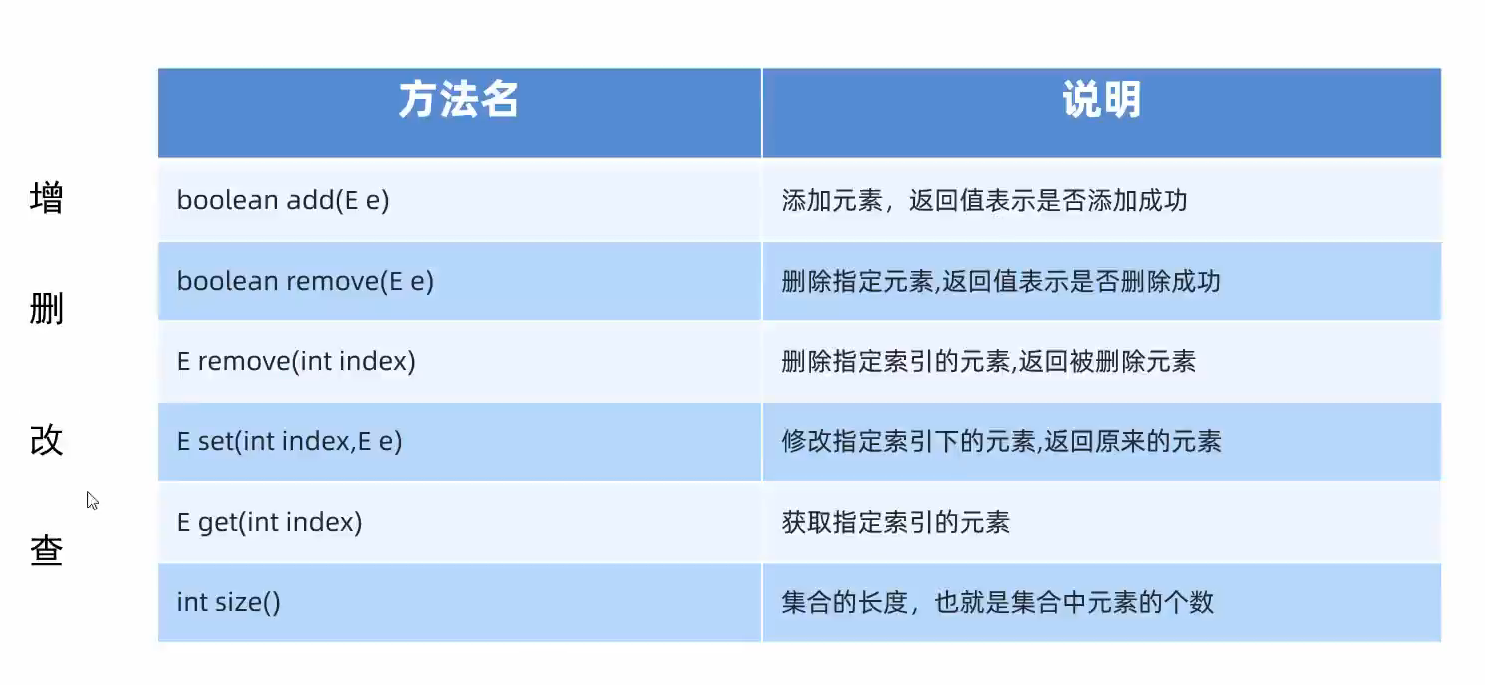 方法名 说明
增
boolean add(E e) 添加元素，返回值表示是否添加成功
boolean remove(E e) 删除指定元素,返回值表示是否删除成功
删
E remove(int index) 删除指定索引的元素,返回被删除元素
改
E set(int index,E e) 修改指定索引下的元素,返回原来的元素
E get(int index) 获取指定索引的元素
查
int size() 集合的长度，也就是集合中元素的个数